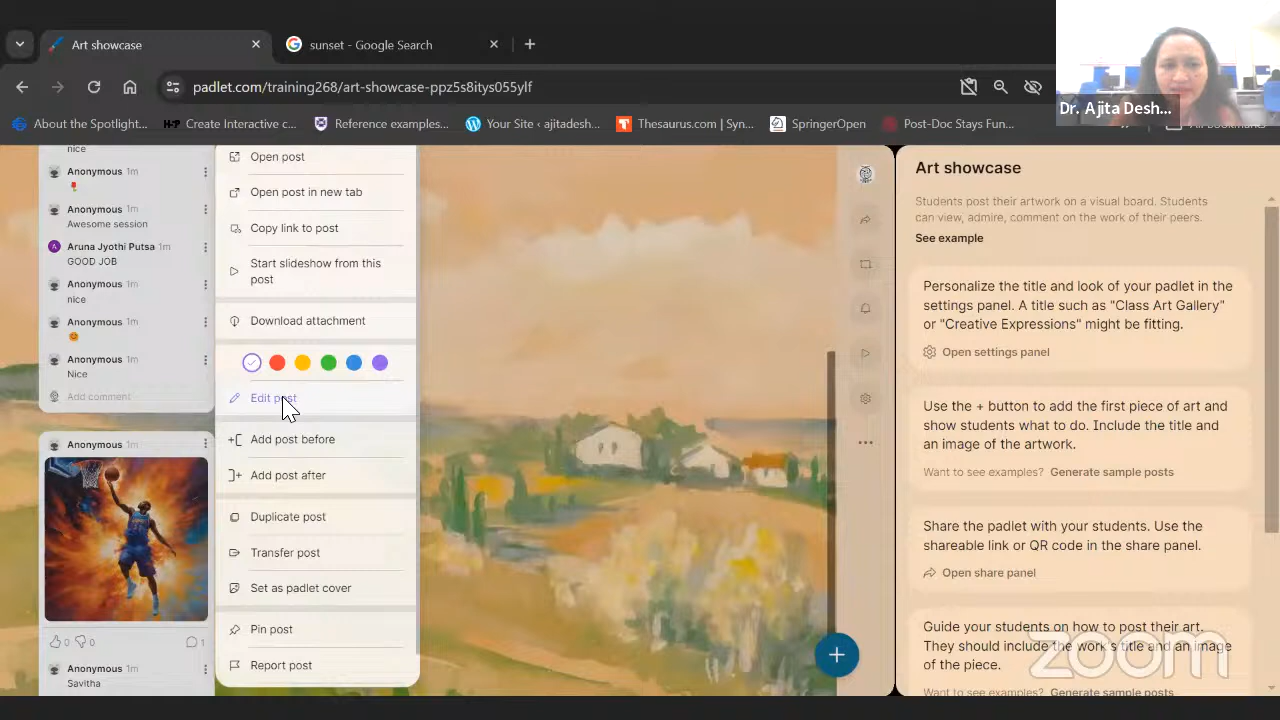 Art showcase
sunset - Google Search
padlet.com/training268/art-showcase-ppz5s8itys055ylf
About the Spotlight...
Create Interactive c...
Reference examples...
Your Site ‹ ajitadesh...
Thesaurus.com | Syn...
SpringerOpen
Post-Doc Stays Fun...
Dr. Ajita Desh...
nice
Anonymous 1m
Anonymous 1m
Awesome session
Aruna Jyothi Putsa 1m
GOOD JOB
Anonymous 1m
nice
Anonymous 1m
Anonymous 1m
Nice
Add comment
Anonymous
0 0 1
Anonymous 1m
Savitha
Open post
Open post in new tab
Copy link to post
Start slideshow from this
post
Download attachment
Edit post
Add post before
Add post after
Duplicate post
Transfer post
Set as padlet cover
Pin post
Report post
Art showcase
Students post their artwork on a visual board. Students
can view, admire, comment on the work of their peers.
See example
Personalize the title and look of your padlet in the
settings panel. A title such as "Class Art Gallery"
or "Creative Expressions" might be fitting.
Open settings panel
Use the + button to add the first piece of art and
show students what to do. Include the title and
an image of the artwork.
Want to see examples? Generate sample posts
Share the padlet with your students. Use the
shareable link or QR code in the share panel.
Open share panel
Guide your students on how to post their art.
They should include the work's title and an image
of the piece.
Want to see examples? Generate sample posts
zoom